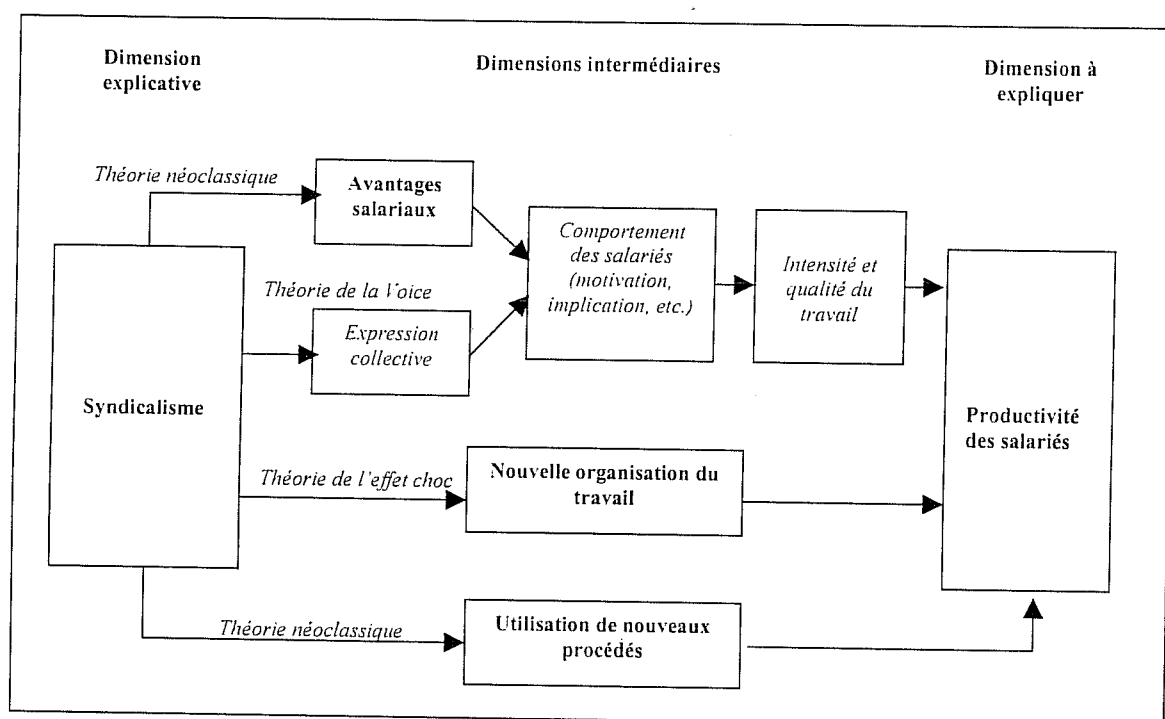 Dimension
explicative
Dimensions intermédiaires
Dimension à
expliquer
Théorie néoclassique
Avantages
salariaux
Comportement
des salariés
(motivation,
implication, etc.)
Intensité et
qualité du
travail
Théorie de la Voice
Expression
collective
Syndicalisme
Productivité
des salariés
Théorie de l'effet choc
Nouvelle organisation du
travail
Théorie néoclassique
Utilisation de nouveaux
procédés